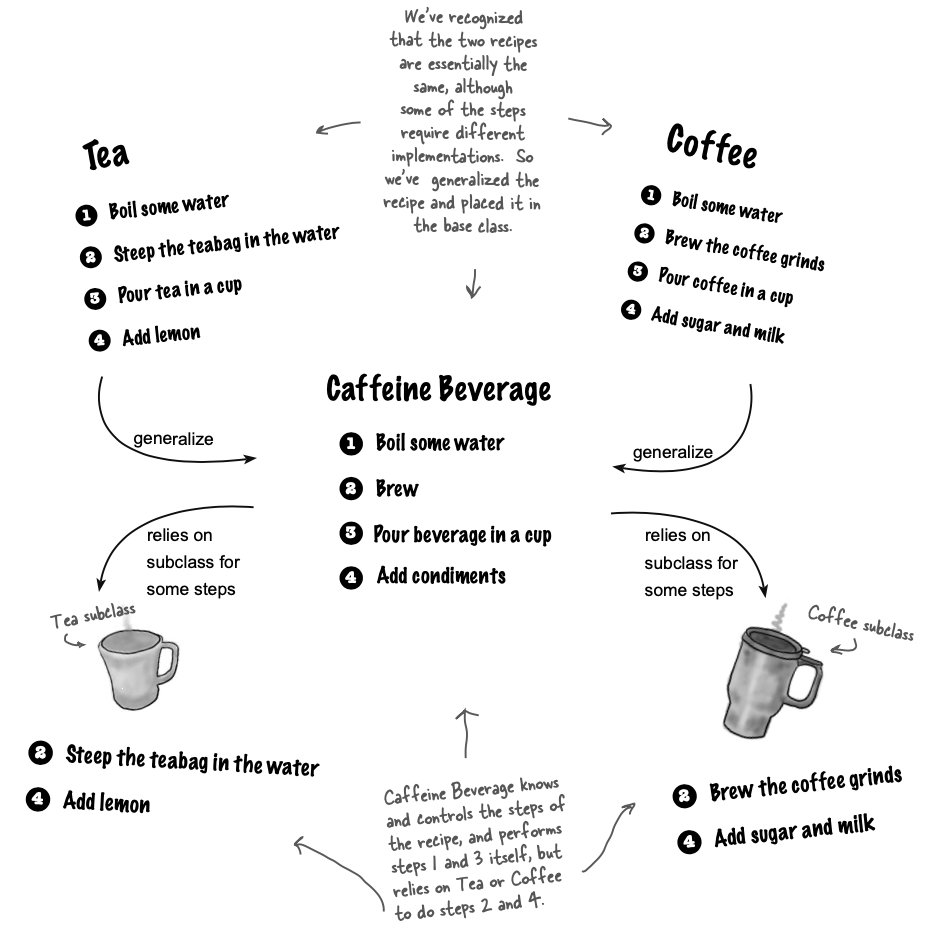 We've recognized
that the two recipes
are essentially the
same, although
some of the steps
require different
implementations. So
we've generalized the
recipe and placed it in
the base class.
Tea
1 Boil some water
2 Steep the teabag in the water
3 Pour tea in a cup
4 Add lemon
Coffee
1 Boil some water
2 Brew the coffee grinds
3 Pour coffee in a cup
4 Add sugar and milk
generalize
Caffeine Beverage
1 Boil some water
2 Brew
3 Pour beverage in a cup
4 Add condiments
generalize
relies on
subclass for
some steps
relies on
subclass for
some steps
Tea subclass
Coffee subclass
2 Steep the teabag in the water
4 Add lemon
Caffeine Beverage knows
and controls the steps of
the recipe, and performs
steps 1 and 3 itself, but
relies on Tea or Coffee
to do steps 2 and 4.
2 Brew the coffee grinds
4 Add sugar and milk